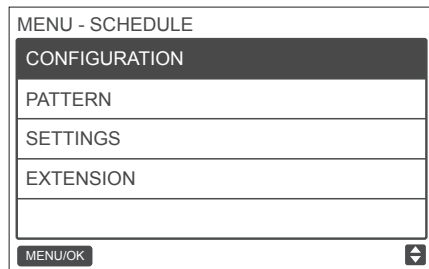 MENU - SCHEDULE
CONFIGURATION
PATTERN
SETTINGS
EXTENSION
MENU/OK